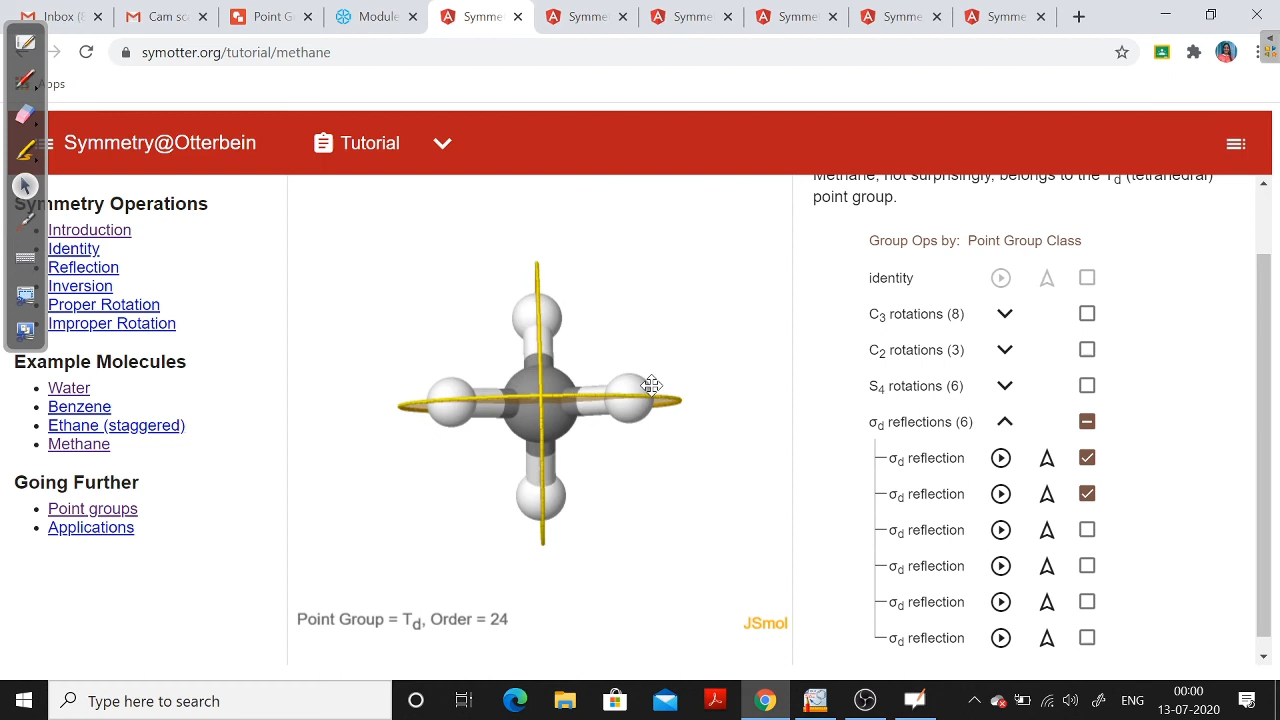 Inbox (8
Cam sc
Point G
Module
Symme
Symme
Symme
Symme
Symme
Symme
symotter.org/tutorial/methane
Apps
Symmetry@Otterbein
Tutorial
Symmetry Operations
Introduction
Identity
Reflection
Inversion
Proper Rotation
Improper Rotation
Example Molecules
Water
Benzene
Ethane (staggered)
Methane
Going Further
Point groups
Applications
Point Group = Td, Order = 24
JSmol
Methane, not surprisingly, belongs to the Td (tetrahedral)
point group.
Group Ops by: Point Group Class
identity
C3 rotations (8)
C2 rotations (3)
S4 rotations (6)
σd reflections (6)
σd reflection
σd reflection
σd reflection
σd reflection
σd reflection
σd reflection
Type here to search
ENG
00:00
13-07-2020